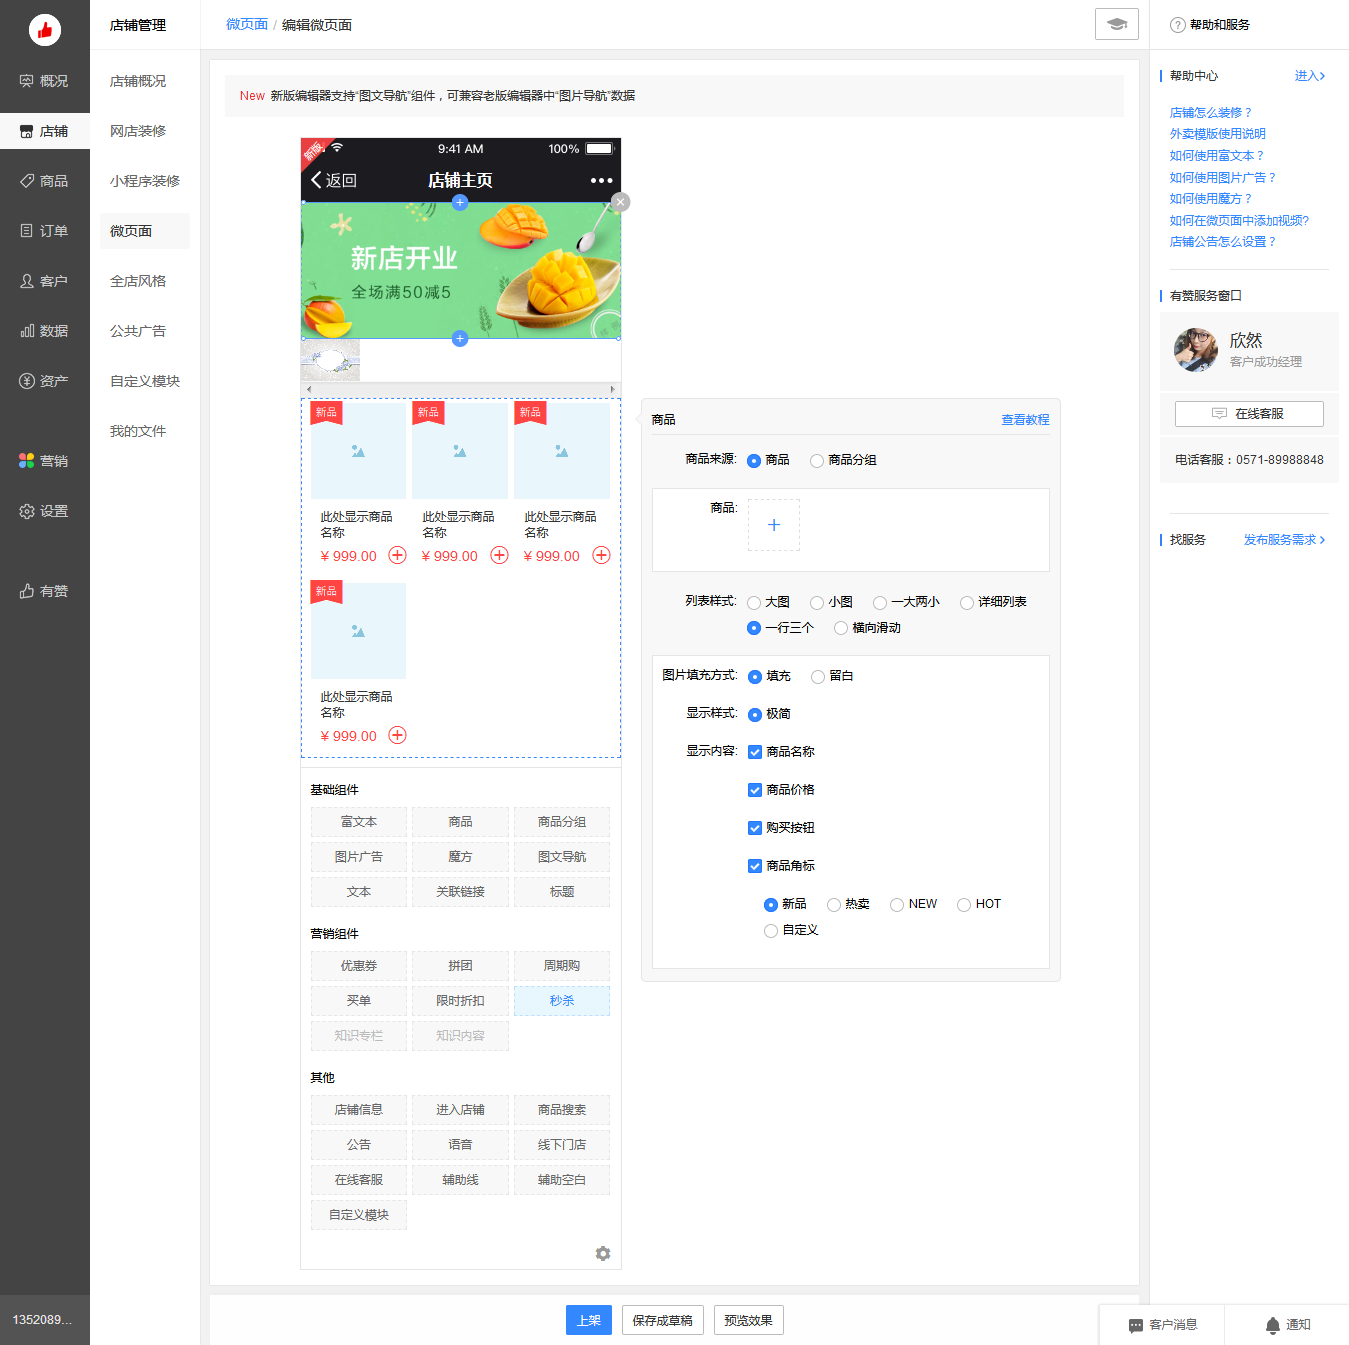 概况
店铺
商品
订单
客户
数据
资产
营销
设置
有赞
1352089...
店铺管理
店铺概况
网店装修
小程序装修
微页面
全店风格
公共广告
自定义模块
我的文件
微页面 / 编辑微页面
New 新版编辑器支持“图文导航”组件，可兼容老版编辑器中“图片导航”数据
新版
9:41 AM
100%
返回
店铺主页
新店开业
全场满50减5
新品
新品
新品
此处显示商品名称
此处显示商品名称
此处显示商品名称
¥ 999.00
¥ 999.00
¥ 999.00
新品
此处显示商品名称
¥ 999.00
基础组件
富文本
商品
商品分组
图片广告
魔方
图文导航
文本
关联链接
标题
营销组件
优惠券
拼团
周期购
买单
限时折扣
秒杀
知识专栏
知识内容
其他
店铺信息
进入店铺
商品搜索
公告
语音
线下门店
在线客服
辅助线
辅助空白
自定义模块
商品
查看教程
商品来源: 商品 商品分组
商品:
+
列表样式: 大图 小图 一大两小 详细列表
一行三个 横向滑动
图片填充方式: 填充 留白
显示样式: 极简
显示内容: 商品名称
商品价格
购买按钮
商品角标
新品 热卖 NEW HOT
自定义
上架
保存成草稿
预览效果
? 帮助和服务
帮助中心
进入>
店铺怎么装修？
外卖模版使用说明
如何使用富文本？
如何使用图片广告？
如何使用魔方？
如何在微页面中添加视频?
店铺公告怎么设置？
有赞服务窗口
欣然
客户成功经理
在线客服
电话客服：0571-89988848
找服务
发布服务需求>
客户消息
通知